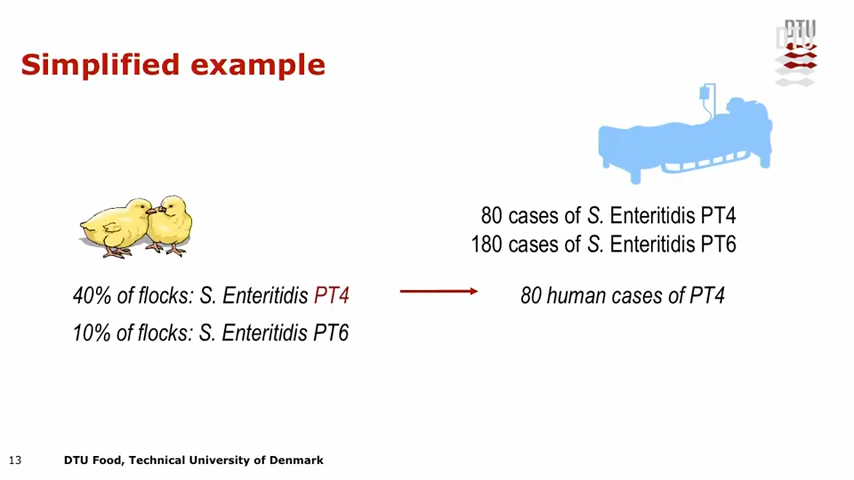 Simplified example
DTU
80 cases of S. Enteritidis PT4
180 cases of S. Enteritidis PT6
40% of flocks: S. Enteritidis PT4
80 human cases of PT4
10% of flocks: S. Enteritidis PT6
13
DTU Food, Technical University of Denmark